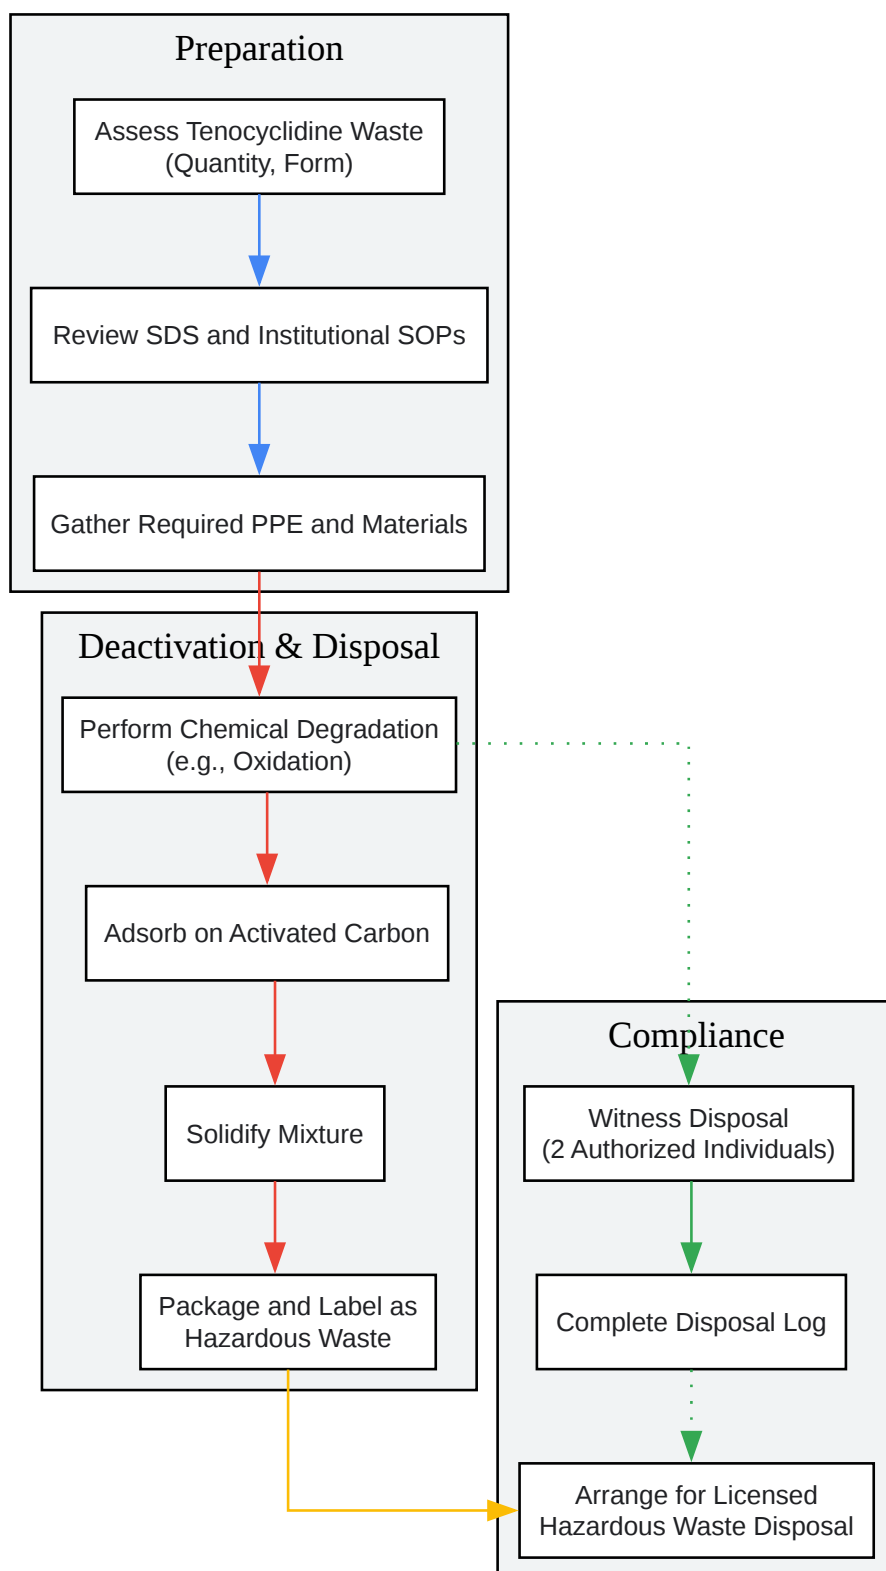 Preparation
Assess Tenocyclidine Waste
(Quantity, Form)
Review SDS and Institutional SOPs
Gather Required PPE and Materials
Deactivation & Disposal
Perform Chemical Degradation
(e.g., Oxidation)
Adsorb on Activated Carbon
Solidify Mixture
Package and Label as
Hazardous Waste
Compliance
Witness Disposal
(2 Authorized Individuals)
Complete Disposal Log
Arrange for Licensed
Hazardous Waste Disposal